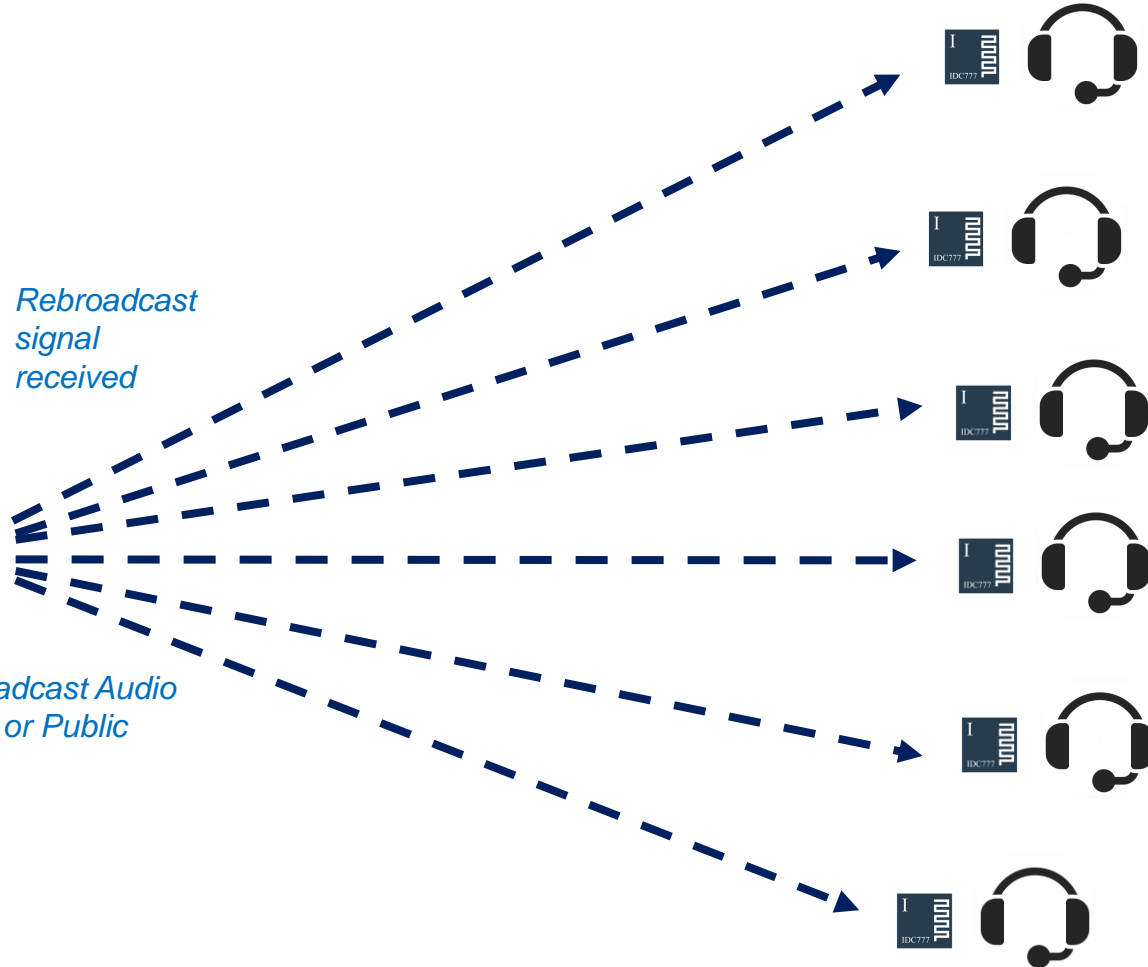 I
IDC777
I
IDC777
Rebroadcast
signal
received
I
IDC777
I
IDC777
adcast Audio
or Public
I
IDC777
I
IDC777